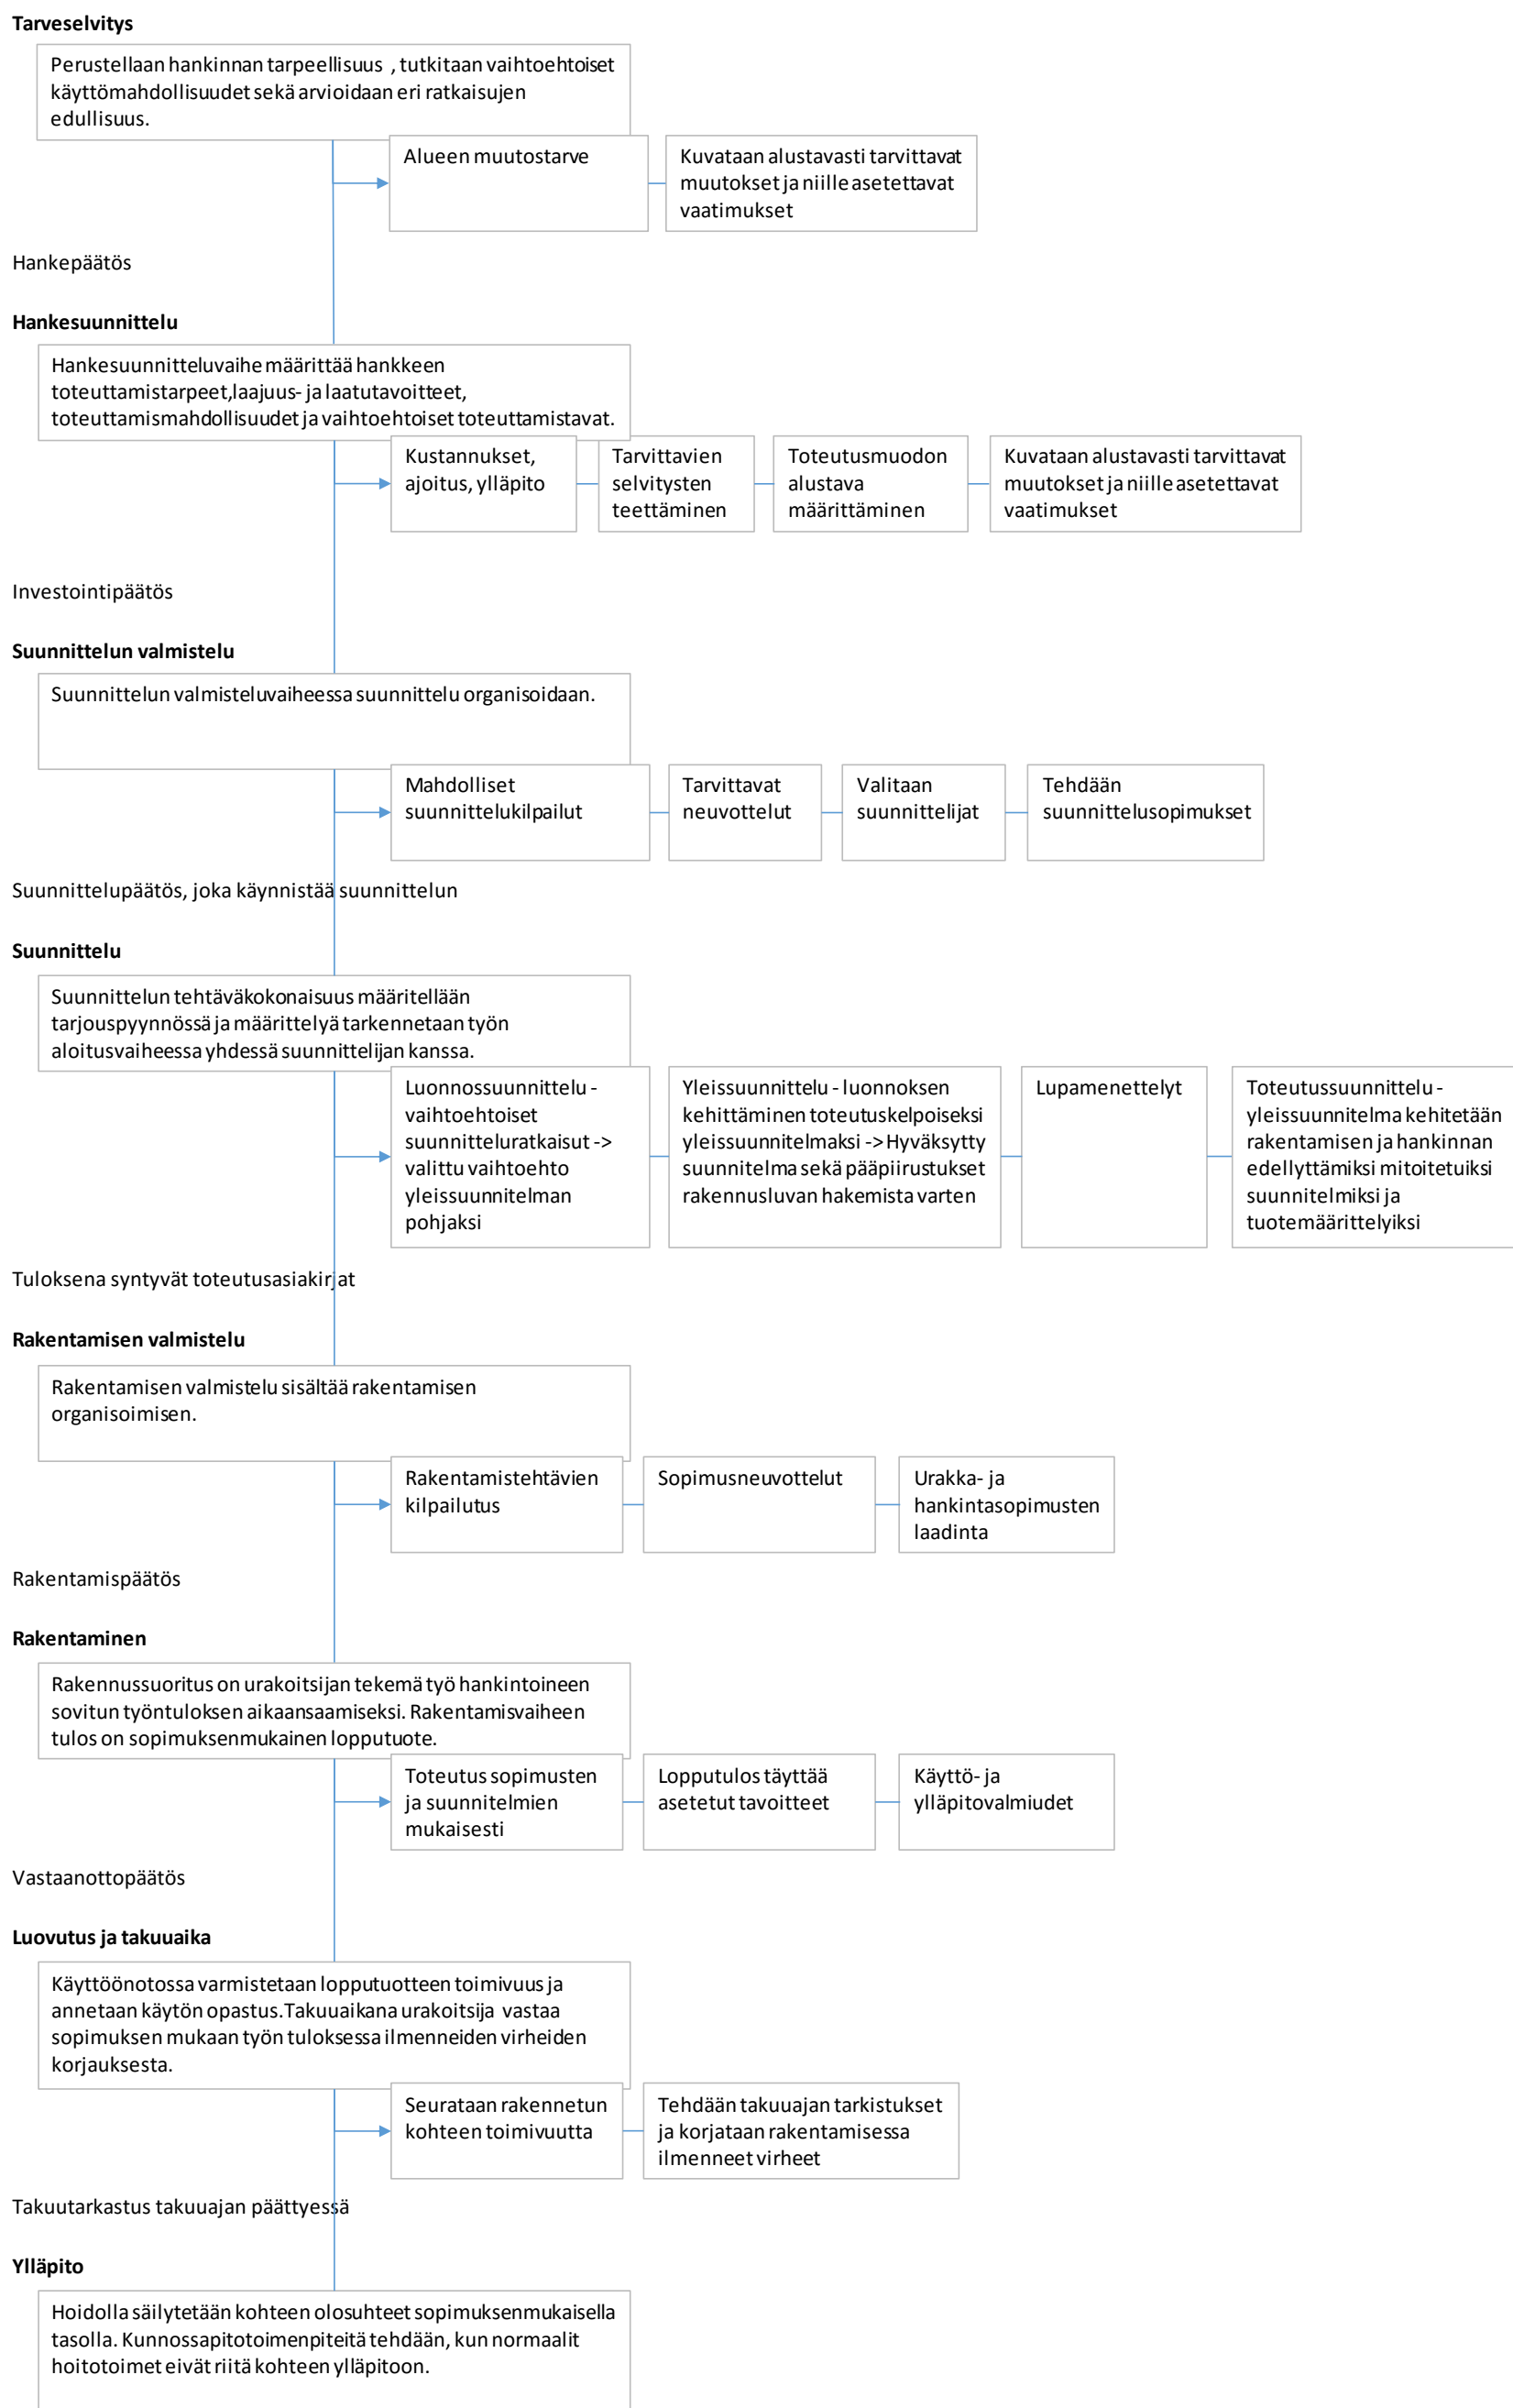 Tarveselvitys
Perustellaan hankinnan tarpeellisuus , tutkitaan vaihtoehtoiset
käyttömahdollisuudet sekä arvioidaan eri ratkaisujen
edullisuus.
Alueen muutostarve
Kuvataan alustavasti tarvittavat
muutokset ja niille asetettavat
vaatimukset
Hankepäätös
Hankesuunnittelu
Hankesuunnitteluvaihe määrittää hankkeen
toteuttamistarpeet,laajuus- ja laatutavoitteet,
toteuttamismahdollisuudet ja vaihtoehtoiset toteuttamistavat.
Kustannukset,
ajoitus, ylläpito
Tarvittavien
selvitysten
teettäminen
Toteutusmuodon
alustava
määrittäminen
Kuvataan alustavasti tarvittavat
muutokset ja niille asetettavat
vaatimukset
Investointipäätös
Suunnittelun valmistelu
Suunnittelun valmisteluvaiheessa suunnittelu organisoidaan.
Mahdolliset
suunnittelukilpailut
Tarvittavat
neuvottelut
Valitaan
suunnittelijat
Tehdään
suunnittelusopimukset
Suunnittelupäätös, joka käynnistää suunnittelun
Suunnittelu
Suunnittelun tehtäväkokonaisuus määritellään
tarjouspyynnössä ja määrittelyä tarkennetaan työn
aloitusvaiheessa yhdessä suunnittelijan kanssa.
Luonnossuunnittelu -
vaihtoehtoiset
suunnitteluratkaisut ->
valittu vaihtoehto
yleissuunnitelman
pohjaksi
Yleissuunnittelu - luonnoksen
kehittäminen toteutuskelpoiseksi
yleissuunnitelmaksi -> Hyväksytty
suunnitelma sekä pääpiirustukset
rakennusluvan hakemista varten
Lupamenettelyt
Toteutussuunnittelu -
yleissuunnitelma kehitetään
rakentamisen ja hankinnan
edellyttämiksi mitoitetuiksi
suunnitelmiksi ja
tuotemäärittelyiksi
Tuloksena syntyvät toteutusasiakirjat
Rakentamisen valmistelu
Rakentamisen valmistelu sisältää rakentamisen
organisoimisen.
Rakentamistehtävien
kilpailutus
Sopimusneuvottelut
Urakka- ja
hankintasopimusten
laadinta
Rakentamispäätös
Rakentaminen
Rakennussuoritus on urakoitsijan tekemä työ hankintoineen
sovitun työntuloksen aikaansaamiseksi. Rakentamisvaiheen
tulos on sopimuksenmukainen lopputuote.
Toteutus sopimusten
ja suunnitelmien
mukaisesti
Lopputulos täyttää
asetetut tavoitteet
Käyttö- ja
ylläpitovalmiudet
Vastaanottopäätös
Luovutus ja takuuaika
Käyttöönotossa varmistetaan lopputuotteen toimivuus ja
annetaan käytön opastus.Takuuaikana urakoitsija vastaa
sopimuksen mukaan työn tuloksessa ilmenneiden virheiden
korjauksesta.
Seurataan rakennetun
kohteen toimivuutta
Tehdään takuuajan tarkistukset
ja korjataan rakentamisessa
ilmenneet virheet
Takuutarkastus takuuajan päättyessä
Ylläpito
Hoidolla säilytetään kohteen olosuhteet sopimuksenmukaisella
tasolla. Kunnossapitotoimenpiteitä tehdään, kun normaalit
hoitotoimet eivät riitä kohteen ylläpitoon.